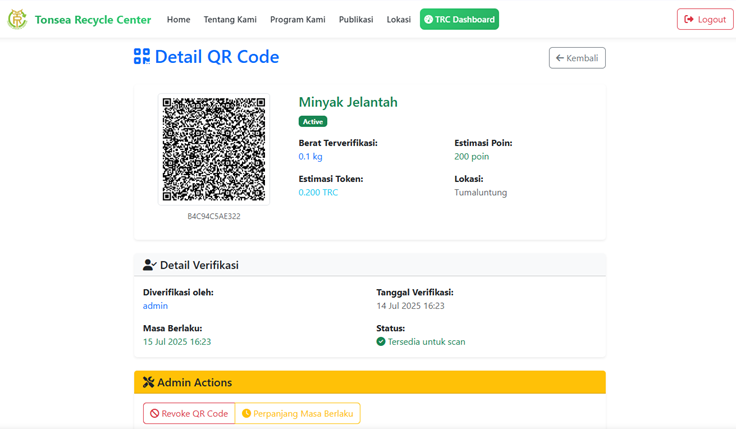 Tonsea Recycle Center Home Tentang Kami Program Kami Publikasi Lokasi TRC Dashboard Logout
Detail QR Code Kembali
Minyak Jelantah
Active
Berat Terverifikasi: Estimasi Poin:
0.1 kg 200 poin
Estimasi Token: Lokasi:
0.200 TRC Tumaluntung
B4C94C5AE322
Detail Verifikasi
Diverifikasi oleh: Tanggal Verifikasi:
admin 14 Jul 2025 16:23
Masa Berlaku: Status:
15 Jul 2025 16:23 Tersedia untuk scan
Admin Actions
Revoke QR Code Perpanjang Masa Berlaku